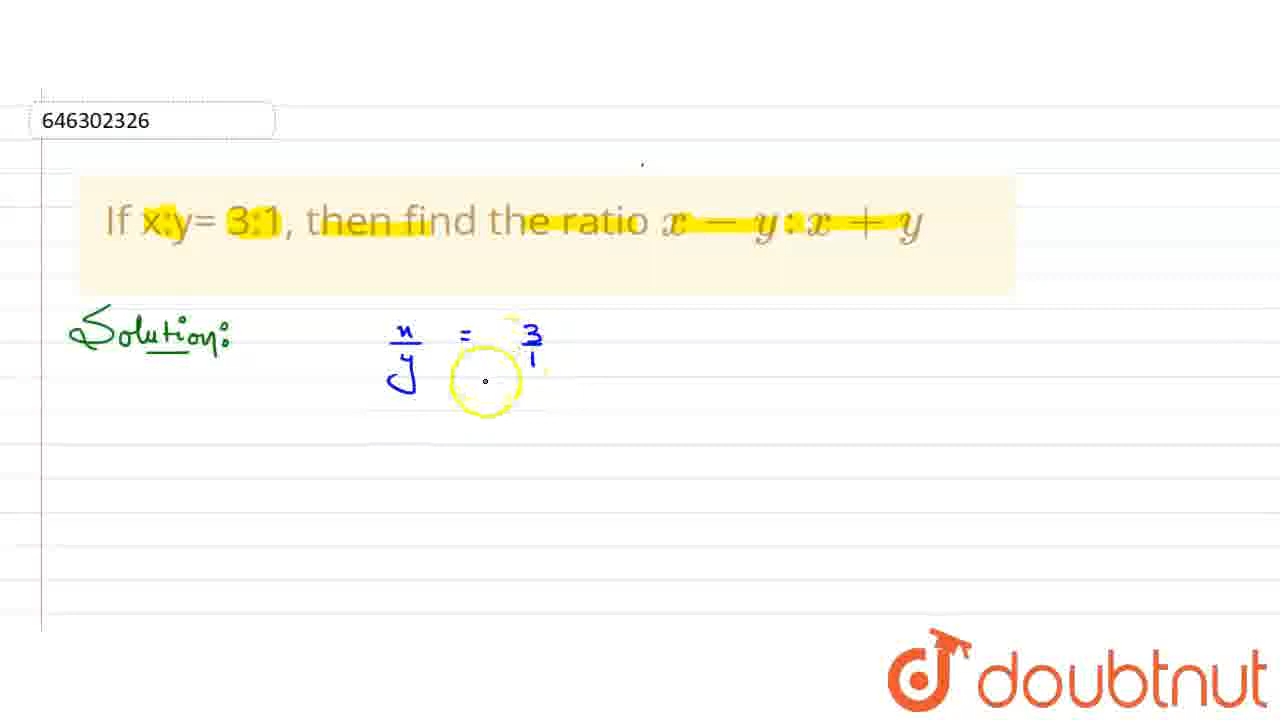 646302326
If x:y= 3:1, then find the ratio x − y : x + y
Solution:
x/y = 3/1
doubtnut